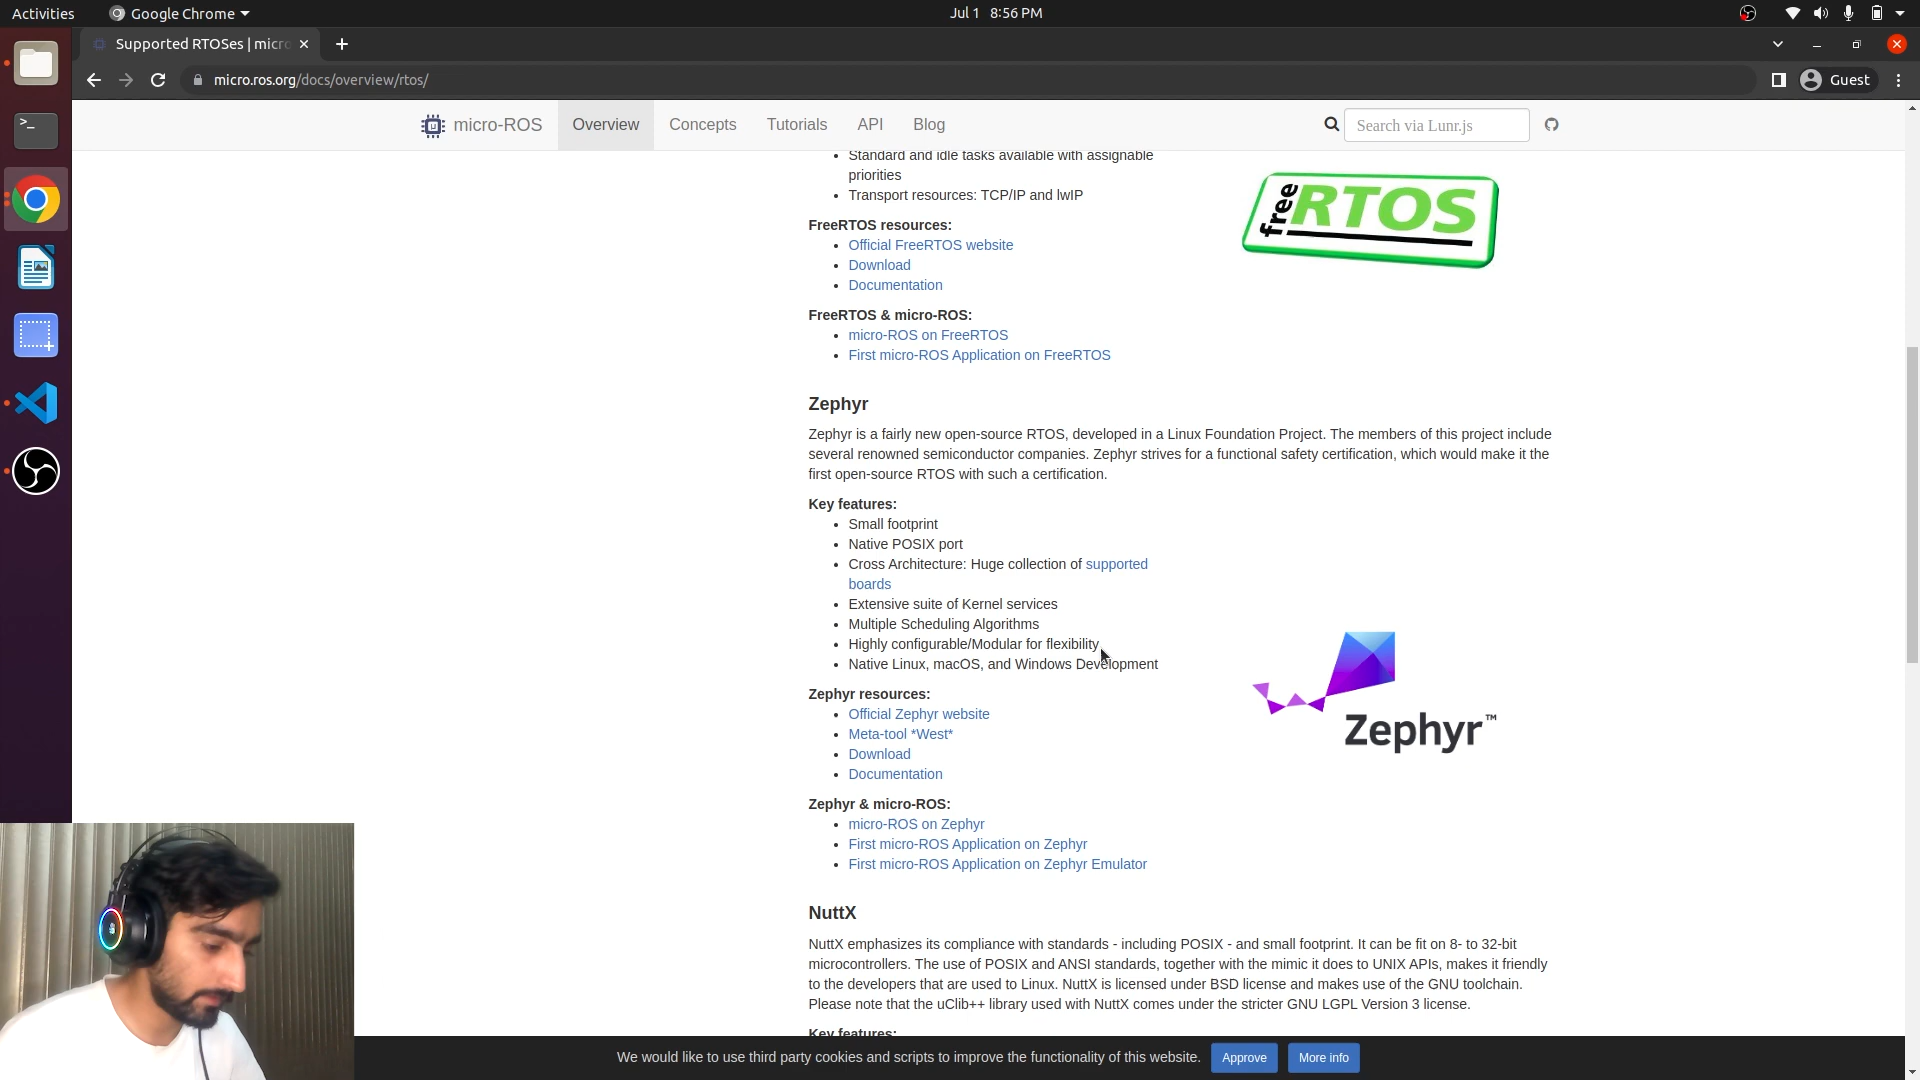 Activities
Google Chrome
Jul 1 8:56 PM
Supported RTOSes | micro
micro.ros.org/docs/overview/rtos/
Guest
micro-ROS
Overview
Concepts
Tutorials
API
Blog
Search via Lunr.js
Standard and idle tasks available with assignable
priorities
Transport resources: TCP/IP and lwIP
FreeRTOS resources:
Official FreeRTOS website
Download
Documentation
FreeRTOS & micro-ROS:
micro-ROS on FreeRTOS
First micro-ROS Application on FreeRTOS
free RTOS
Zephyr
Zephyr is a fairly new open-source RTOS, developed in a Linux Foundation Project. The members of this project include
several renowned semiconductor companies. Zephyr strives for a functional safety certification, which would make it the
first open-source RTOS with such a certification.
Key features:
Small footprint
Native POSIX port
Cross Architecture: Huge collection of supported
boards
Extensive suite of Kernel services
Multiple Scheduling Algorithms
Highly configurable/Modular for flexibility
Native Linux, macOS, and Windows Development
Zephyr resources:
Official Zephyr website
Meta-tool *West*
Download
Documentation
Zephyr™
Zephyr & micro-ROS:
micro-ROS on Zephyr
First micro-ROS Application on Zephyr
First micro-ROS Application on Zephyr Emulator
NuttX
NuttX emphasizes its compliance with standards - including POSIX - and small footprint. It can be fit on 8- to 32-bit
microcontrollers. The use of POSIX and ANSI standards, together with the mimic it does to UNIX APIs, makes it friendly
to the developers that are used to Linux. NuttX is licensed under BSD license and makes use of the GNU toolchain.
Please note that the uClib++ library used with NuttX comes under the stricter GNU LGPL Version 3 license.
Key features:
We would like to use third party cookies and scripts to improve the functionality of this website.
Approve
More info